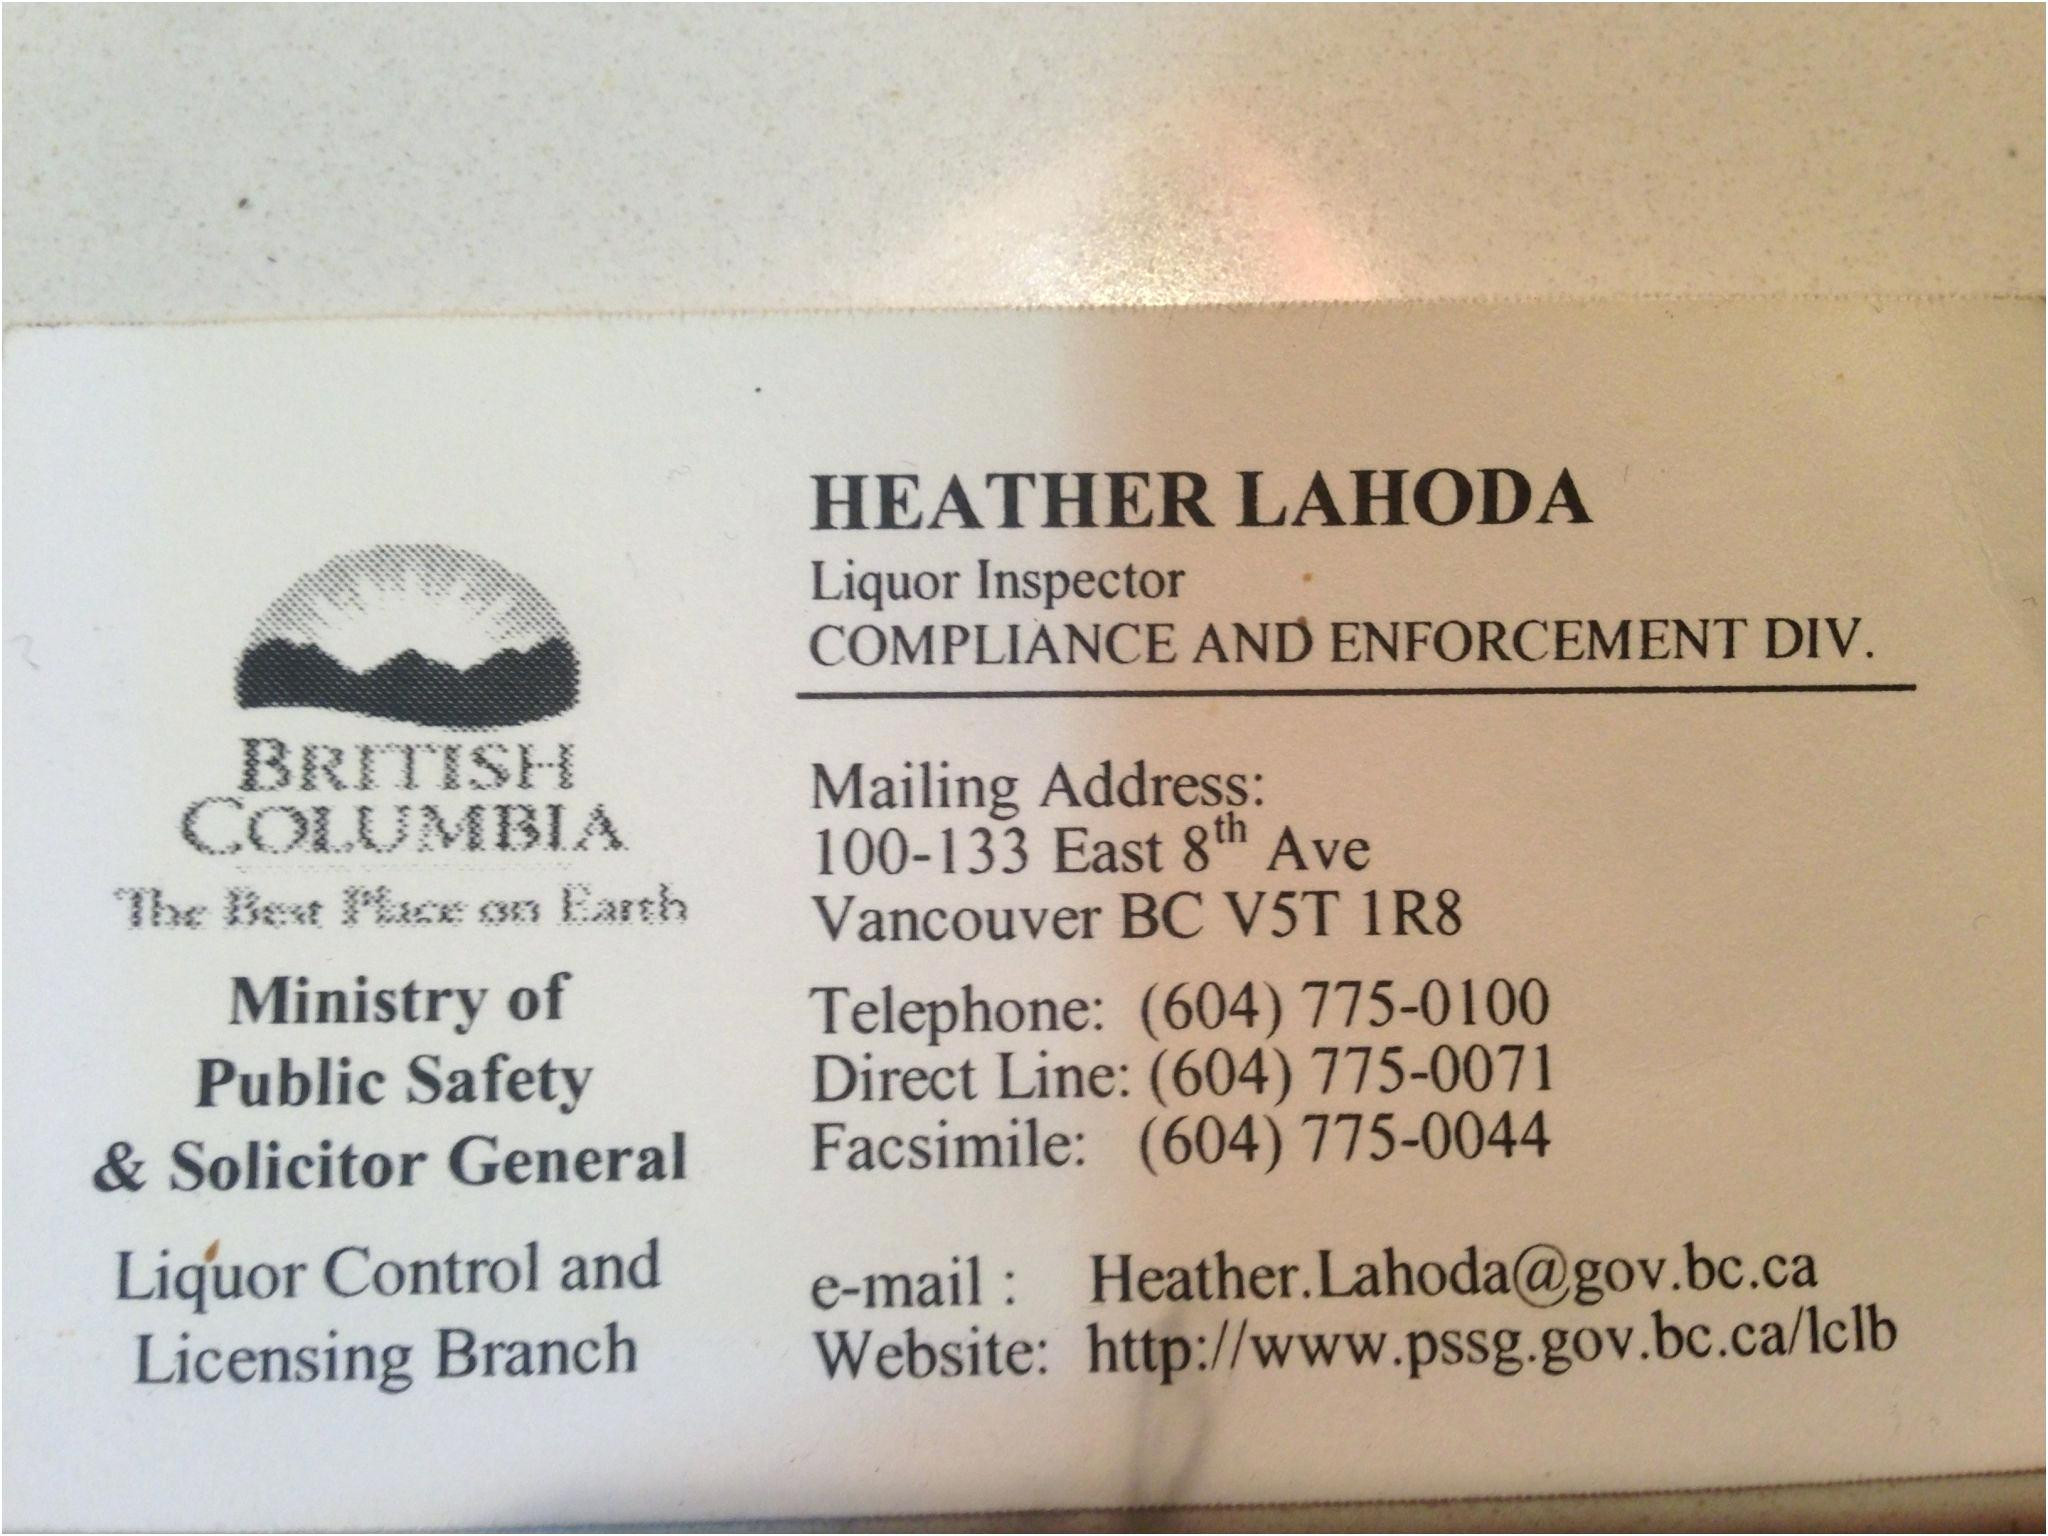 BRITISH
COLUMBIA
The Best Place on Earth
Ministry of
Public Safety
& Solicitor General
Liquor Control and
Licensing Branch
HEATHER LAHODA
Liquor Inspector
COMPLIANCE AND ENFORCEMENT DIV.
Mailing Address:
100-133 East 8th Ave
Vancouver BC V5T 1R8
Telephone: (604) 775-0100
Direct Line: (604) 775-0071
Facsimile: (604) 775-0044
e-mail : Heather.Lahoda@gov.bc.ca
Website: http://www.pssg.gov.bc.ca/lclb